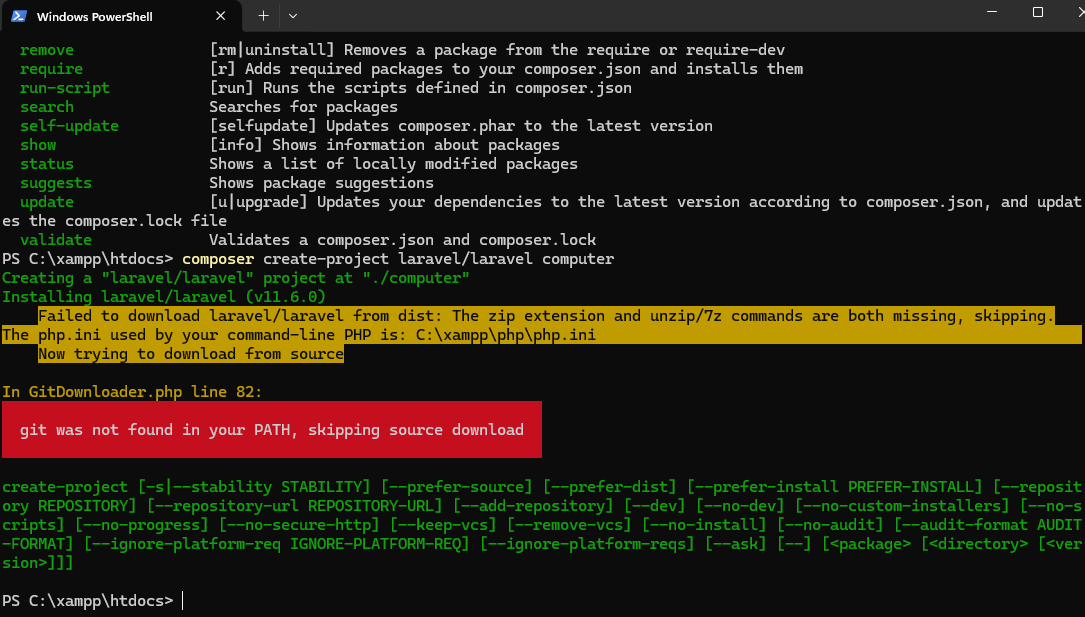 Windows PowerShell
remove [rm|uninstall] Removes a package from the require or require-dev
require [r] Adds required packages to your composer.json and installs them
run-script [run] Runs the scripts defined in composer.json
search Searches for packages
self-update [selfupdate] Updates composer.phar to the latest version
show [info] Shows information about packages
status Shows a list of locally modified packages
suggests Shows package suggestions
update [u|upgrade] Updates your dependencies to the latest version according to composer.json, and updat
es the composer.lock file
validate Validates a composer.json and composer.lock
PS C:\xampp\htdocs> composer create-project laravel/laravel computer
Creating a "laravel/laravel" project at "./computer"
Installing laravel/laravel (v11.6.0)
Failed to download laravel/laravel from dist: The zip extension and unzip/7z commands are both missing, skipping.
The php.ini used by your command-line PHP is: C:\xampp\php\php.ini
Now trying to download from source
In GitDownloader.php line 82:
git was not found in your PATH, skipping source download
create-project [-s|--stability STABILITY] [--prefer-source] [--prefer-dist] [--prefer-install PREFER-INSTALL] [--reposit
ory REPOSITORY] [--repository-url REPOSITORY-URL] [--add-repository] [--dev] [--no-dev] [--no-custom-installers] [--no-s
cripts] [--no-progress] [--no-secure-http] [--keep-vcs] [--remove-vcs] [--no-install] [--no-audit] [--audit-format AUDIT
-FORMAT] [--ignore-platform-req IGNORE-PLATFORM-REQ] [--ignore-platform-reqs] [--ask] [--] [<package> [<directory> [<ver
sion>]]]
PS C:\xampp\htdocs>